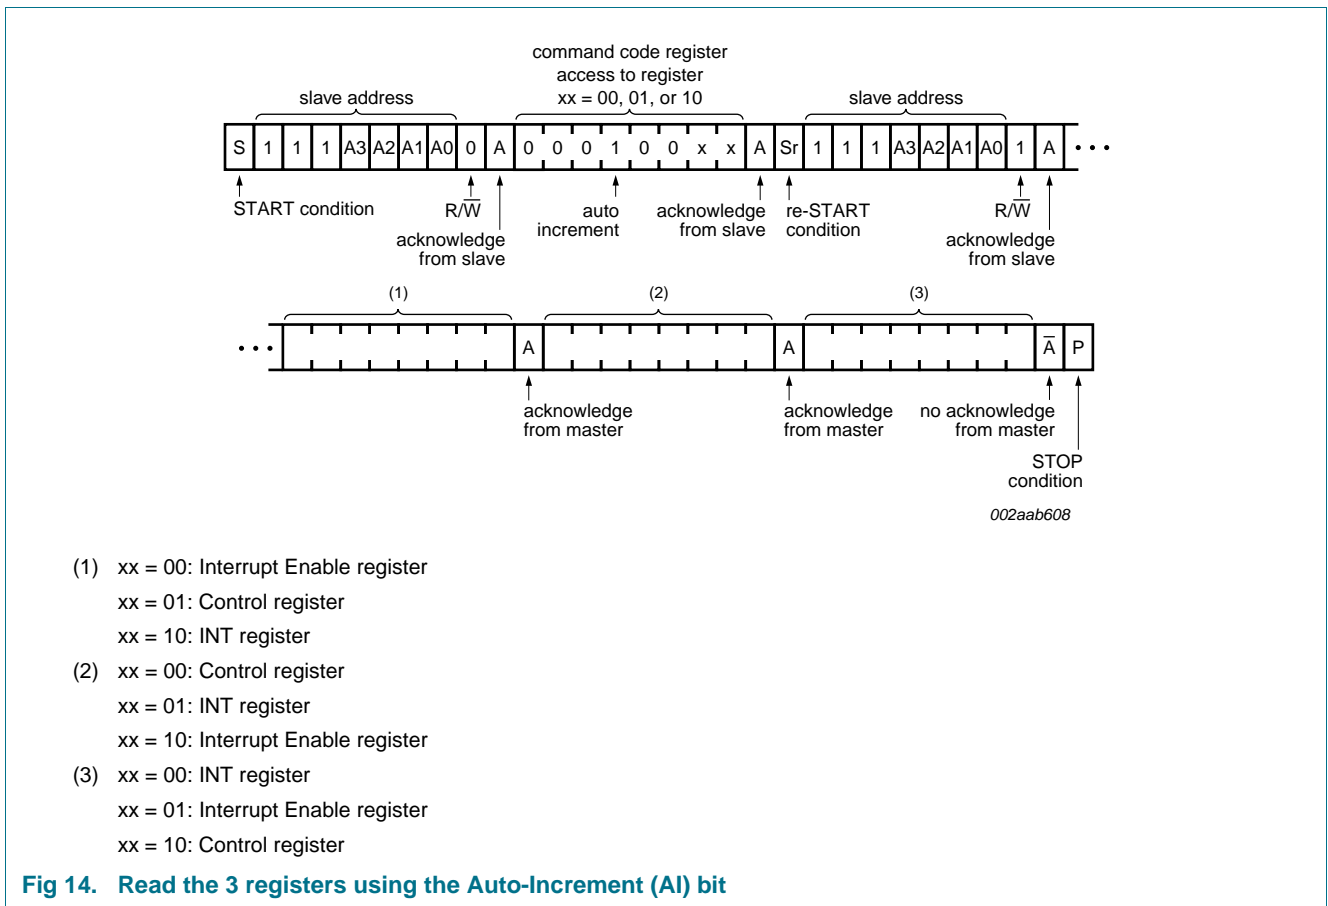 command code register
access to register
xx = 00, 01, or 10
slave address
slave address
S 1 1 1 A3 A2 A1 A0 0 A 0 0 0 1 0 0 x x A Sr 1 1 1 A3 A2 A1 A0 1 A • • •
START condition
R/W̅
acknowledge
from slave
auto
increment
acknowledge
from slave
re-START
condition
R/W̅
acknowledge
from slave
(1) (2) (3)
• • • A A A̅ P
acknowledge
from master
acknowledge
from master
no acknowledge
from master
STOP
condition
002aab608
(1) xx = 00: Interrupt Enable register
xx = 01: Control register
xx = 10: INT register
(2) xx = 00: Control register
xx = 01: INT register
xx = 10: Interrupt Enable register
(3) xx = 00: INT register
xx = 01: Interrupt Enable register
xx = 10: Control register
Fig 14. Read the 3 registers using the Auto-Increment (AI) bit